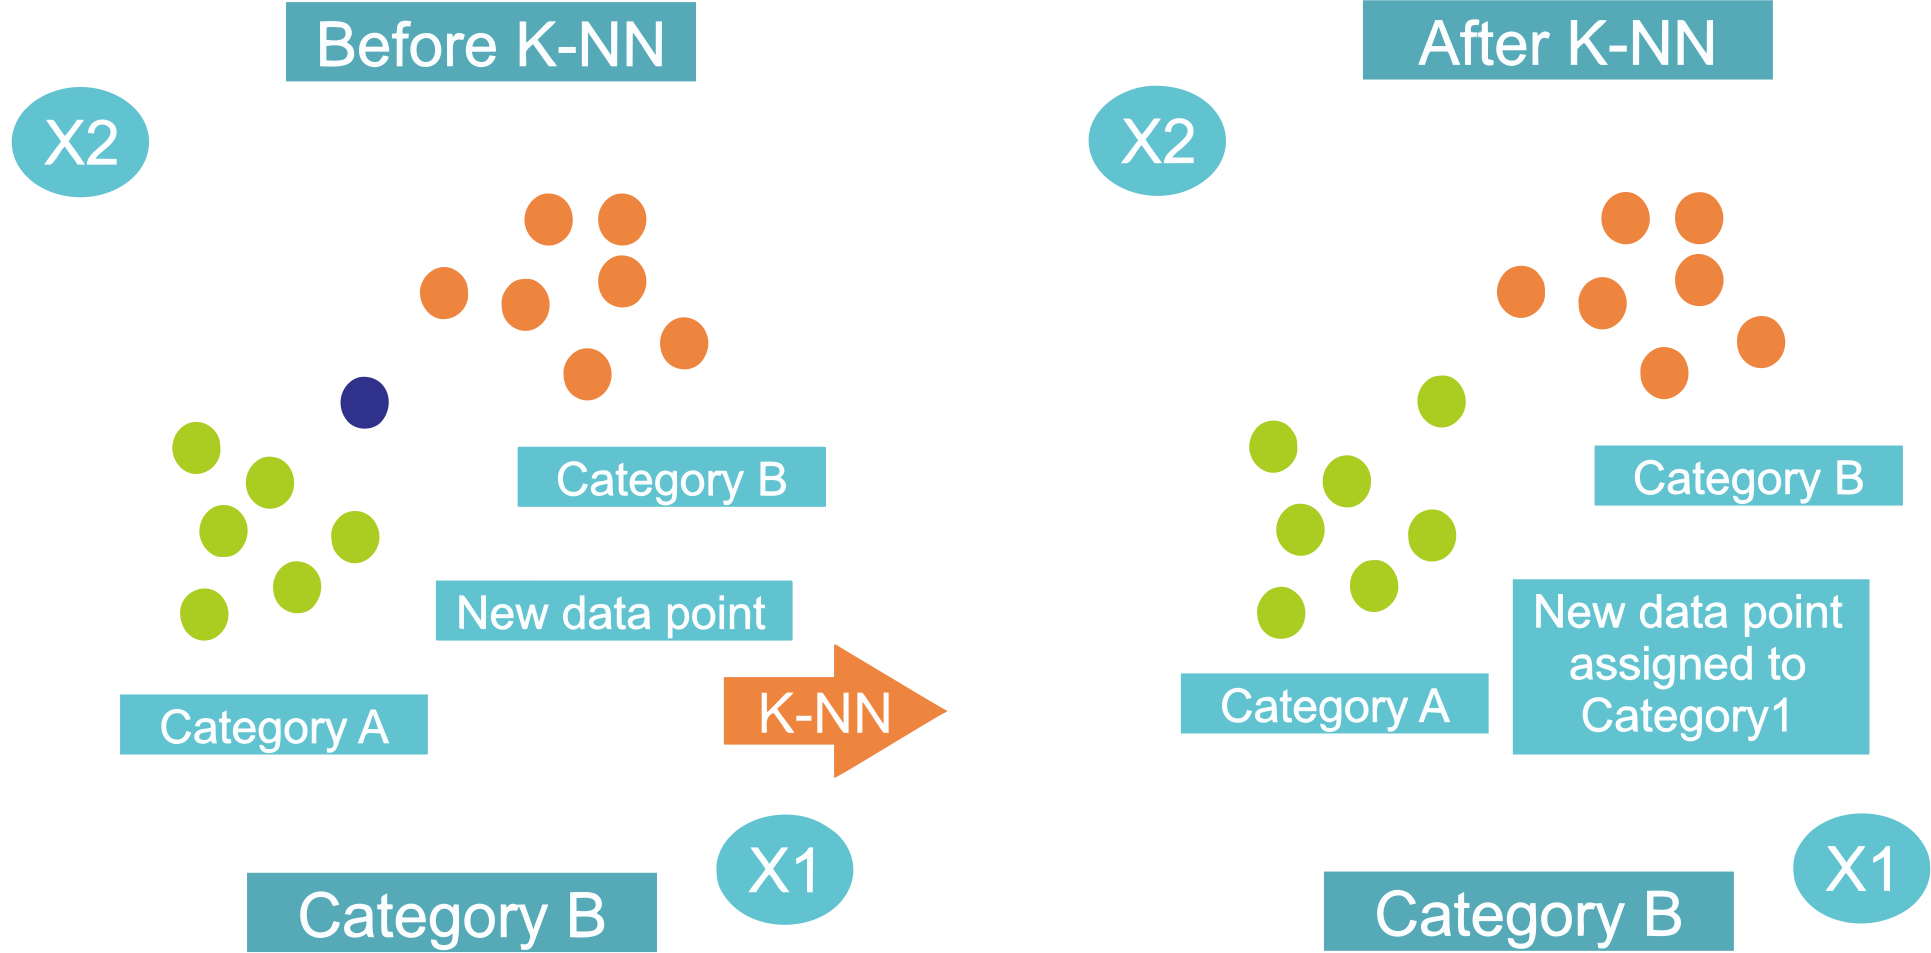 Before K-NN
X2
Category B
New data point
Category A
K-NN
X1
Category B
After K-NN
X2
Category B
New data point
assigned to
Category1
Category A
X1
Category B